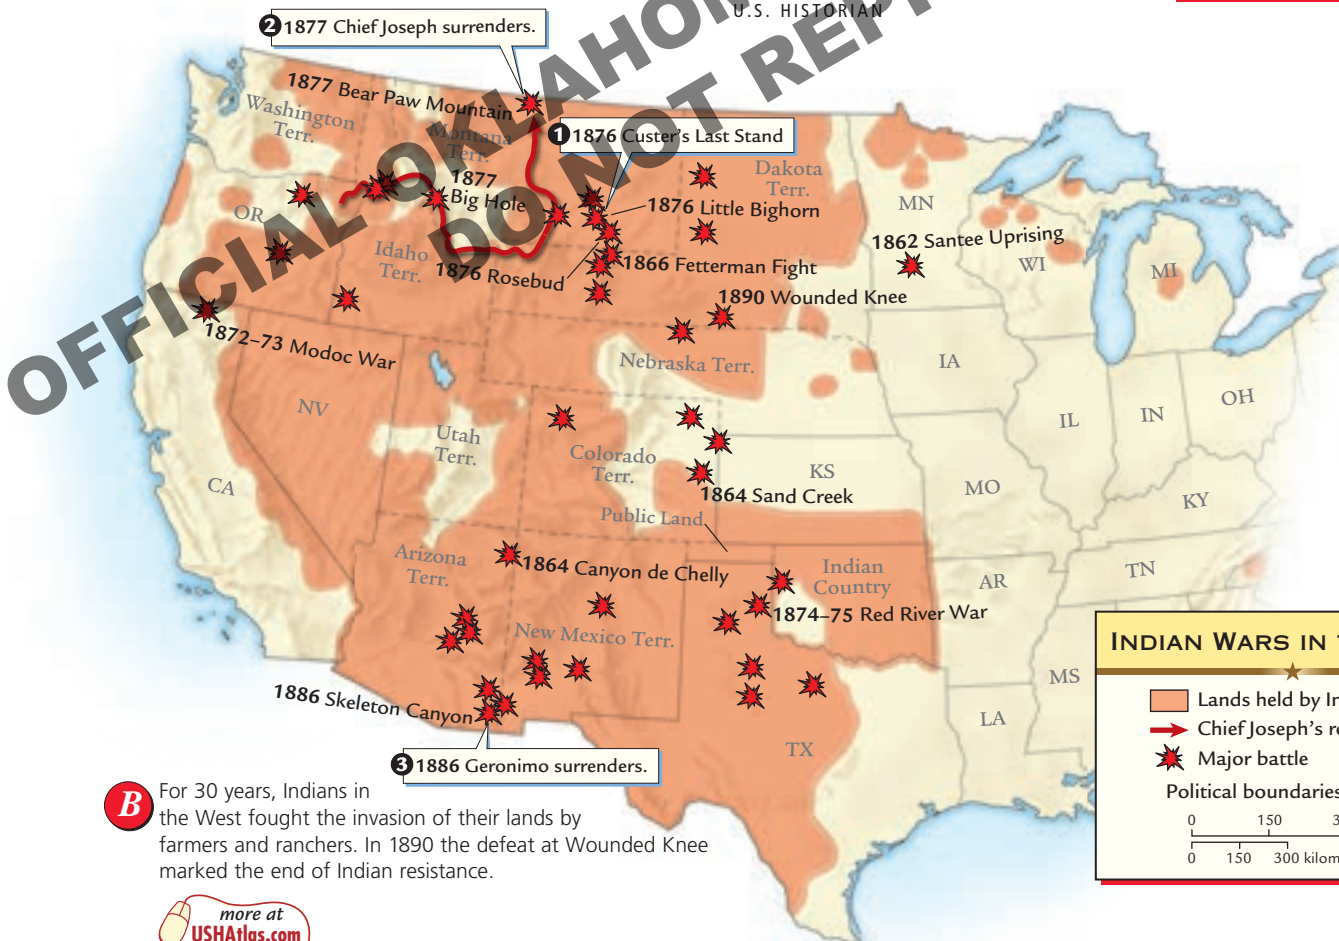 U.S. HISTORIAN
OFFICIAL OKLAHOM
DO NOT REP
2 1877 Chief Joseph surrenders.
1877 Bear Paw Mountain
Washington
Terr.
Montana
Terr.
1 1876 Custer's Last Stand
1877
Big Hole
Dakota
Terr.
OR
1876 Little Bighorn
MN
1862 Santee Uprising
WI
MI
Idaho
Terr.
1876 Rosebud
1866 Fetterman Fight
1890 Wounded Knee
1872–73 Modoc War
Nebraska Terr.
IA
NV
Utah
Terr.
Colorado
Terr.
IL
IN
OH
CA
KS
1864 Sand Creek
MO
KY
Public Land
Arizona
Terr.
1864 Canyon de Chelly
Indian
Country
AR
TN
1874–75 Red River War
New Mexico Terr.
MS
LA
1886 Skeleton Canyon
TX
3 1886 Geronimo surrenders.
INDIAN WARS IN
Lands held by In
Chief Joseph's r
Major battle
Political boundaries
0 150 3
0 150 300 kilom
B For 30 years, Indians in
the West fought the invasion of their lands by
farmers and ranchers. In 1890 the defeat at Wounded Knee
marked the end of Indian resistance.
more at
USHAtlas.com